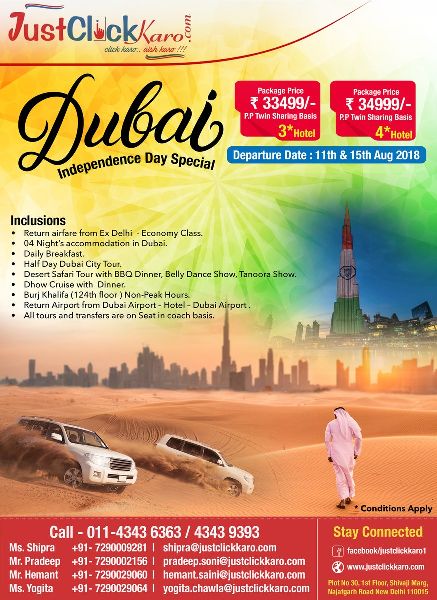 JustClickKaro.com
click karo.. aish karo !!!
Dubai
Independence Day Special
Package Price
₹ 33499/-
P.P Twin Sharing Basis
3*Hotel
Package Price
₹ 34999/-
P.P Twin Sharing Basis
4*Hotel
Departure Date : 11th & 15th Aug 2018
Inclusions
• Return airfare from Ex Delhi - Economy Class.
• 04 Night's accommodation in Dubai.
• Daily Breakfast.
• Half Day Dubai City Tour.
• Desert Safari Tour with BBQ Dinner, Belly Dance Show, Tanoora Show.
• Dhow Cruise with Dinner.
• Burj Khalifa (124th floor ) Non-Peak Hours.
• Return Airport from Dubai Airport – Hotel – Dubai Airport .
• All tours and transfers are on Seat in coach basis.
* Conditions Apply
Call - 011-4343 6363 / 4343 9393
Ms. Shipra +91- 7290009281 | shipra@justclickkaro.com
Mr. Pradeep +91- 7290002156 | pradeep.soni@justclickkaro.com
Mr. Hemant +91- 7290029060 | hemant.saini@justclickkaro.com
Ms. Yogita +91- 7290029064 | yogita.chawla@justclickkaro.com
Stay Connected
facebook/justclickkaro1
www.justclickkaro.com
Plot No 30, 1st Floor, Shivaji Marg,
Najafgarh Road New Delhi 110015